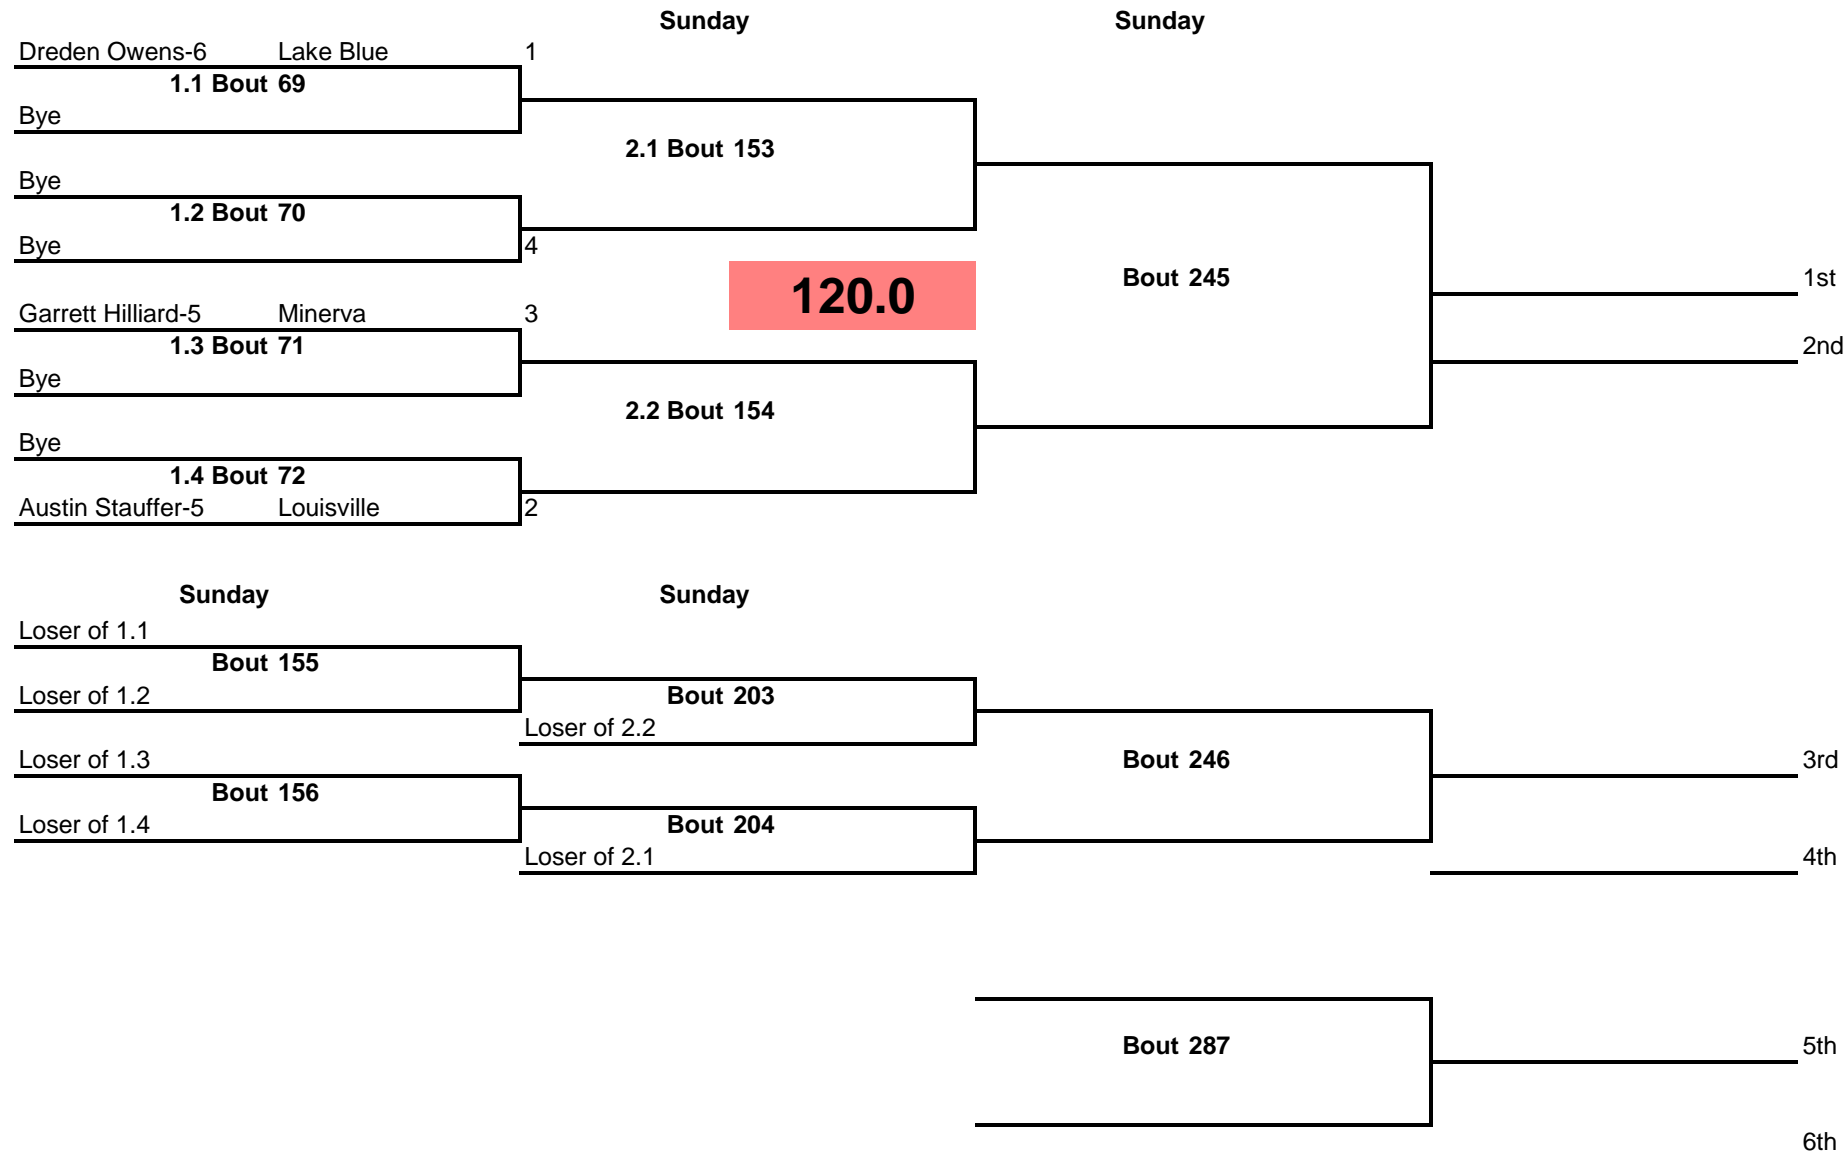 Sunday Sunday
Dreden Owens-6 Lake Blue 1
1.1 Bout 69
Bye
2.1 Bout 153
Bye
1.2 Bout 70
Bye 4
120.0
Bout 245
1st
Garrett Hilliard-5 Minerva 3
1.3 Bout 71
2nd
Bye
2.2 Bout 154
Bye
1.4 Bout 72
Austin Stauffer-5 Louisville 2
Sunday Sunday
Loser of 1.1
Bout 155
Loser of 1.2
Bout 203
Loser of 2.2
Loser of 1.3
Bout 246
3rd
Bout 156
Loser of 1.4
Bout 204
Loser of 2.1
4th
Bout 287
5th
6th